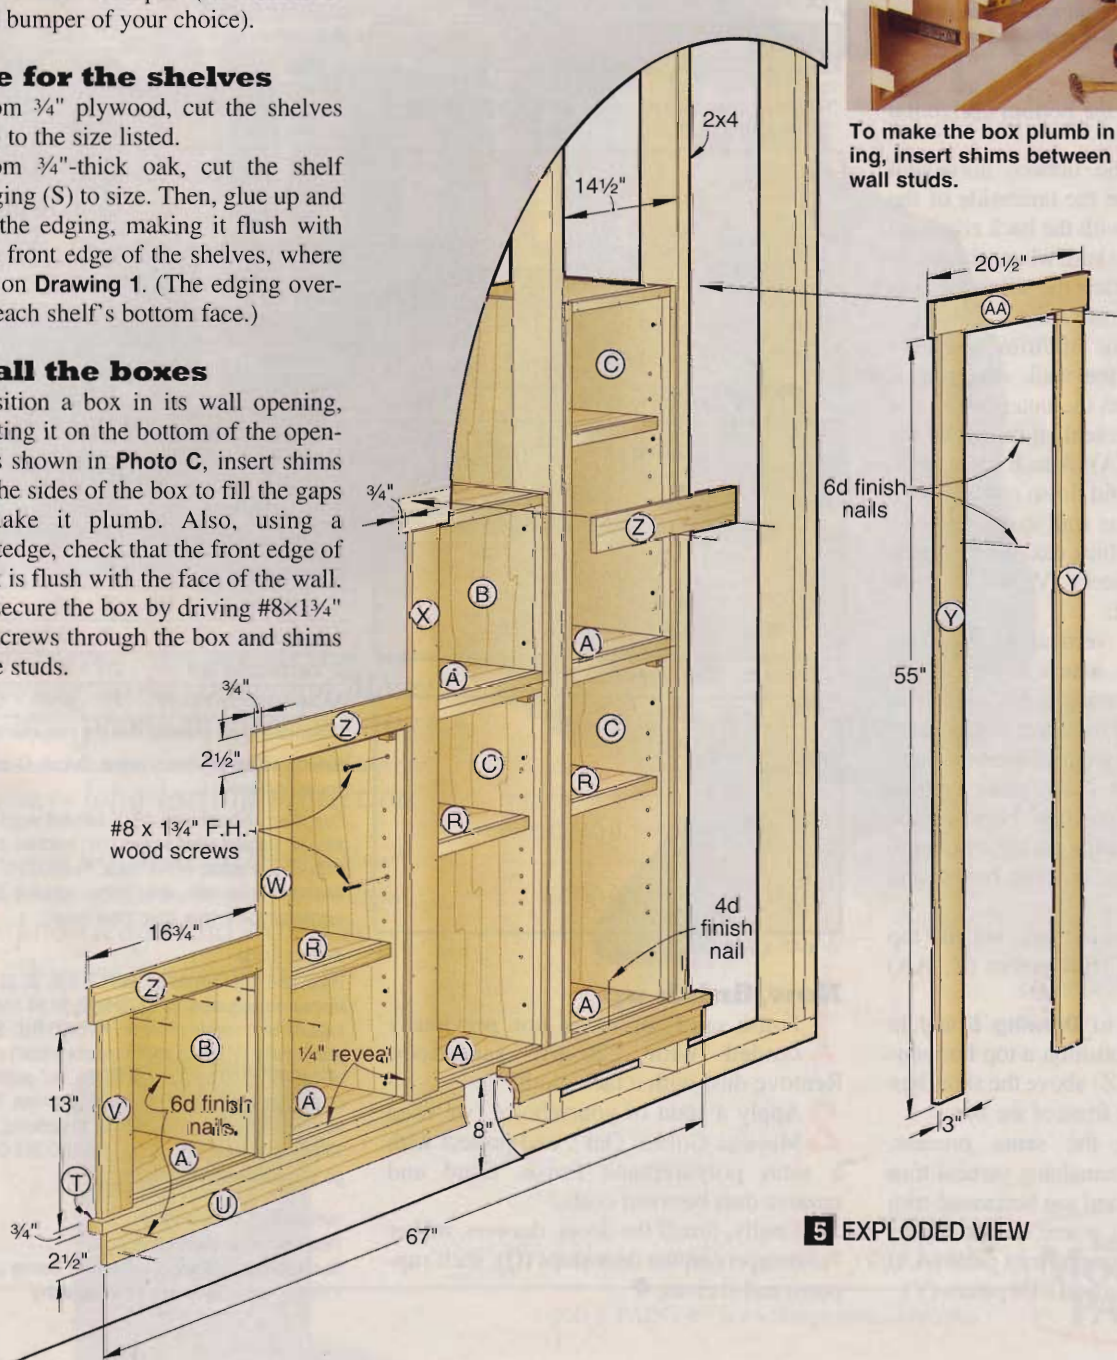 bumper of your choice).
e for the shelves
om ¾" plywood, cut the shelves
to the size listed.
om ¾"-thick oak, cut the shelf
ging (S) to size. Then, glue up and
the edging, making it flush with
front edge of the shelves, where
on Drawing 1. (The edging over-
each shelf's bottom face.)
all the boxes
sition a box in its wall opening,
ting it on the bottom of the open-
s shown in Photo C, insert shims
he sides of the box to fill the gaps
ake it plumb. Also, using a
tedge, check that the front edge of
is flush with the face of the wall.
secure the box by driving #8×1¾"
crews through the box and shims
e studs.
To make the box plumb in
ing, insert shims between
wall studs.
2x4
14½"
20½"
AA
C
¾"
Z
6d finish
nails
B
X
A
A
Y
Y
55"
¾"
Z
2½"
C
C
R
R
#8 x 1¾" F.H.
wood screws
W
16¾"
R
4d
finish
nail
Z
A
B
¼" reveal
A
13"
V
6d finish
nails
A
8"
3"
A
T
U
¾"
2½"
67"
5 EXPLODED VIEW